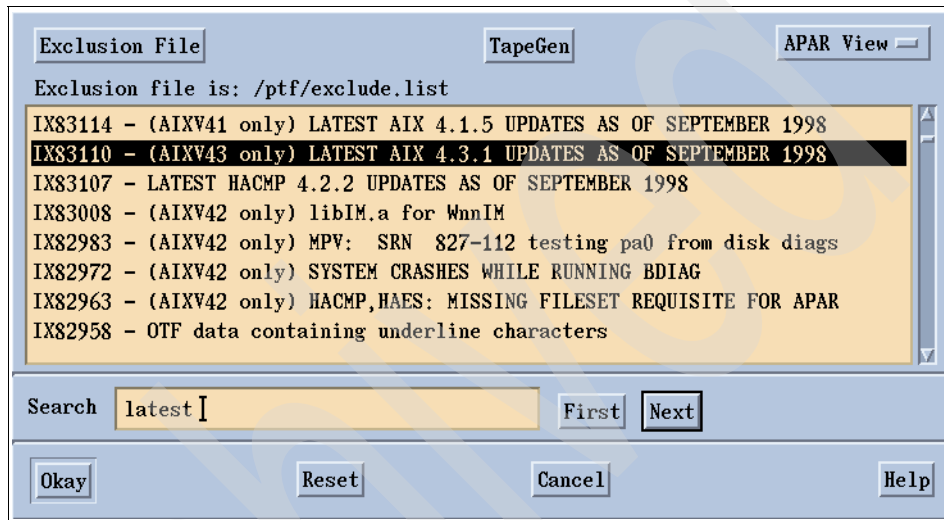 Exclusion File TapeGen APAR View
Exclusion file is: /ptf/exclude.list
IX83114 - (AIXV41 only) LATEST AIX 4.1.5 UPDATES AS OF SEPTEMBER 1998
IX83110 - (AIXV43 only) LATEST AIX 4.3.1 UPDATES AS OF SEPTEMBER 1998
IX83107 - LATEST HACMP 4.2.2 UPDATES AS OF SEPTEMBER 1998
IX83008 - (AIXV42 only) libIM.a for WnnIM
IX82983 - (AIXV42 only) MPV:  SRN  827-112 testing pa0 from disk diags
IX82972 - (AIXV42 only) SYSTEM CRASHES WHILE RUNNING BDIAG
IX82963 - (AIXV42 only) HACMP,HAES: MISSING FILESET REQUISITE FOR APAR
IX82958 - OTF data containing underline characters
Search latest First Next
Okay Reset Cancel Help